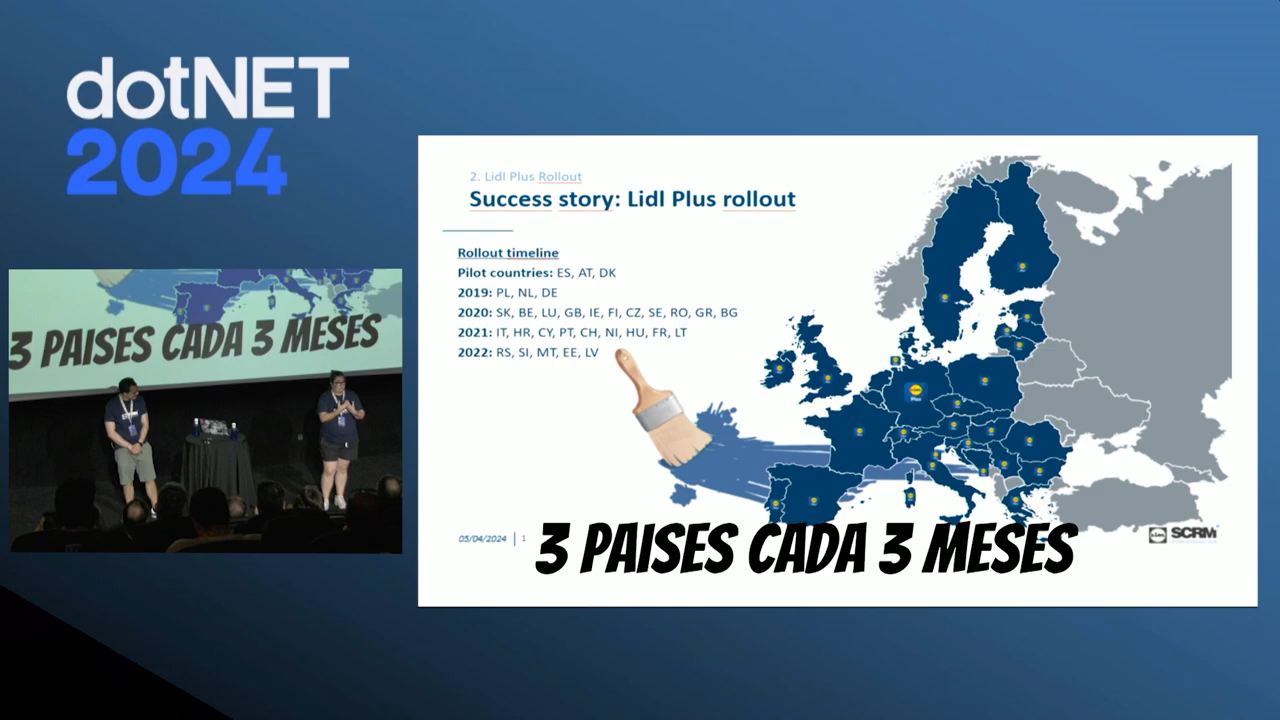 dotNET
2024
2. Lidl Plus Rollout
Success story: Lidl Plus rollout
Rollout timeline
Pilot countries: ES, AT, DK
2019: PL, NL, DE
2020: SK, BE, LU, GB, IE, FI, CZ, SE, RO, GR, BG
2021: IT, HR, CY, PT, CH, NI, HU, FR, LT
2022: RS, SI, MT, EE, LV
05/04/2024 | 1
3 PAISES CADA 3 MESES
SCRM
3 PAISES CADA 3 MESES